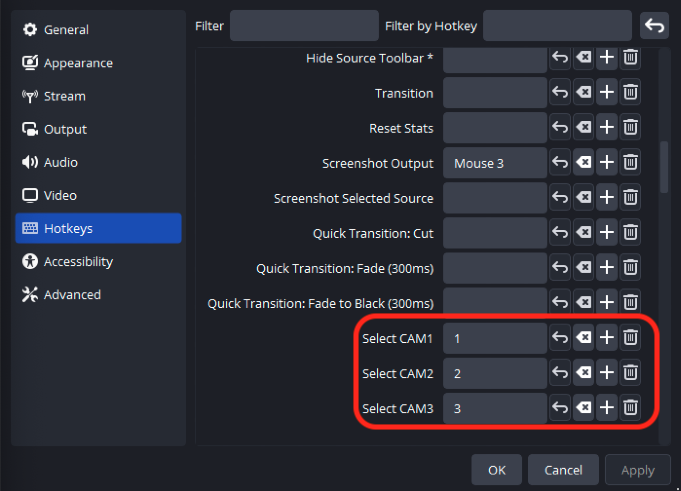 General
Appearance
Stream
Output
Audio
Video
Hotkeys
Accessibility
Advanced
Filter
Filter by Hotkey
Hide Source Toolbar *
Transition
Reset Stats
Screenshot Output Mouse 3
Screenshot Selected Source
Quick Transition: Cut
Quick Transition: Fade (300ms)
Quick Transition: Fade to Black (300ms)
Select CAM1 1
Select CAM2 2
Select CAM3 3
OK Cancel Apply